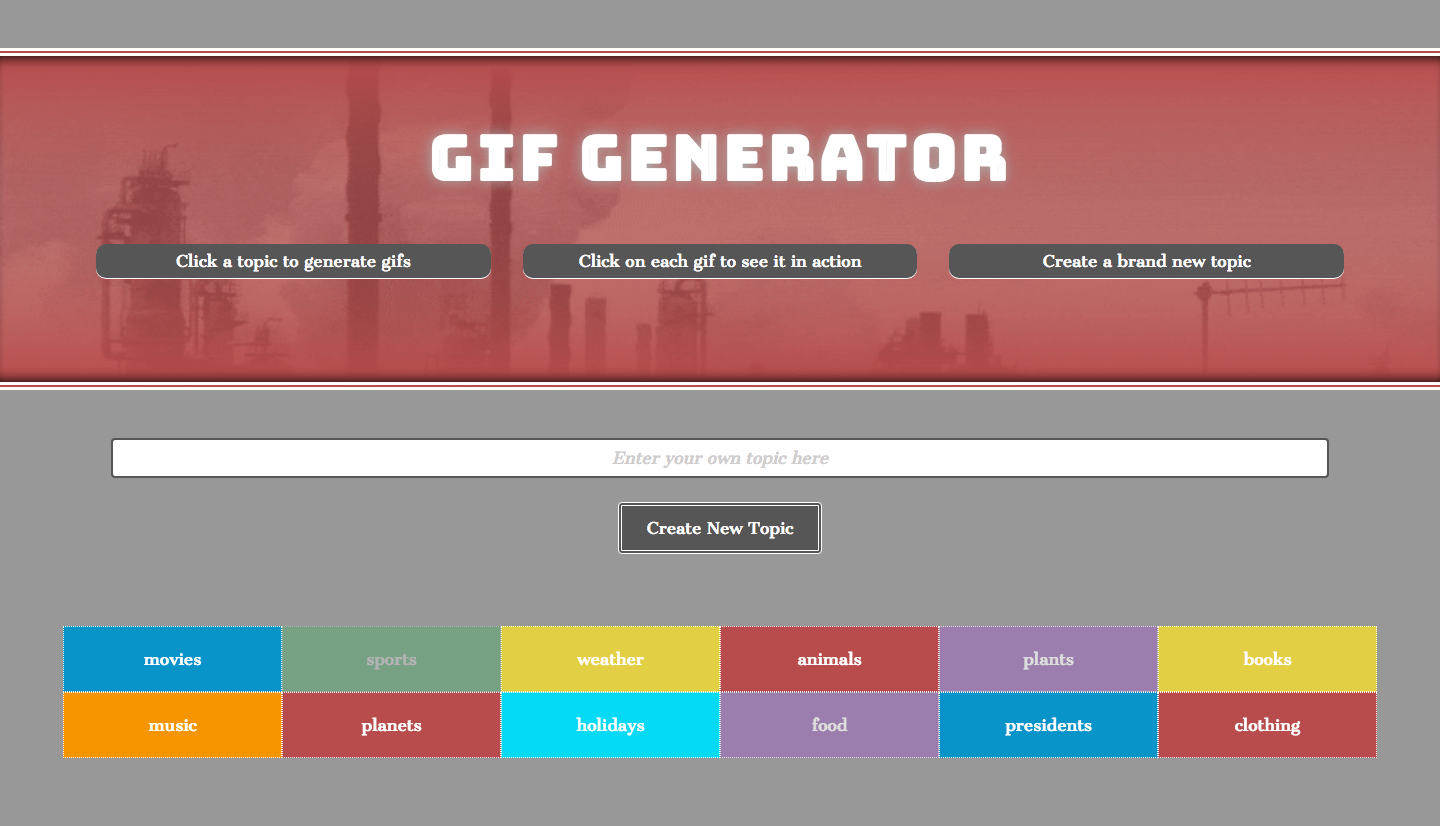 GIF GENERATOR
Click a topic to generate gifs
Click on each gif to see it in action
Create a brand new topic
Enter your own topic here
Create New Topic
movies sports weather animals plants books
music planets holidays food presidents clothing